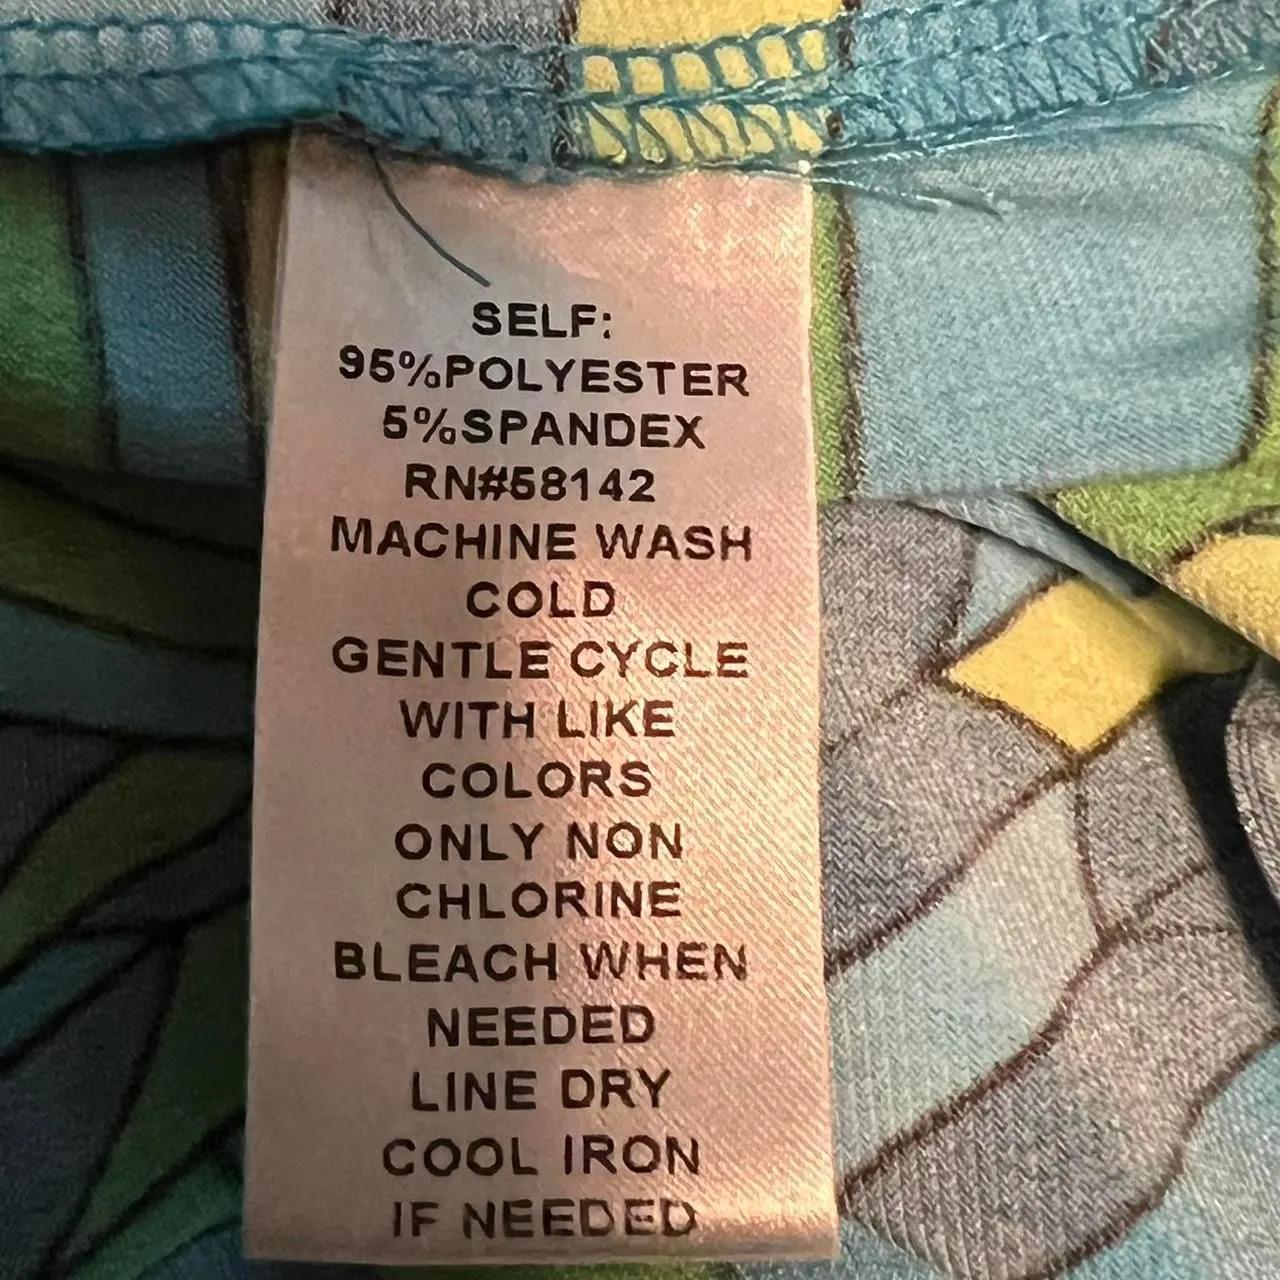 SELF:
95%POLYESTER
5%SPANDEX
RN#58142
MACHINE WASH
COLD
GENTLE CYCLE
WITH LIKE
COLORS
ONLY NON
CHLORINE
BLEACH WHEN
NEEDED
LINE DRY
COOL IRON
IF NEEDED